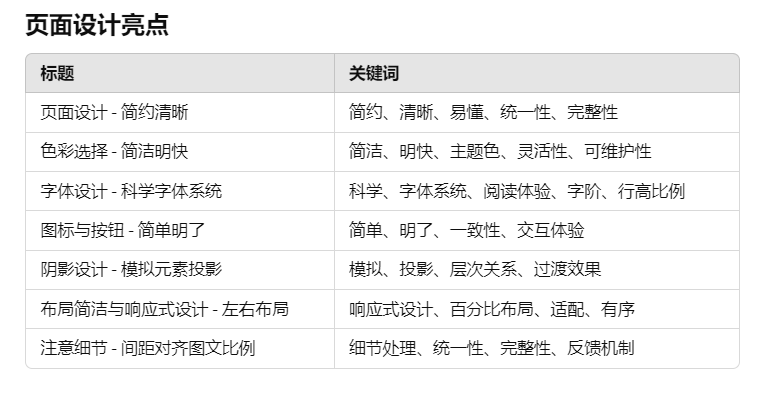 页面设计亮点
标题 关键词
页面设计 - 简约清晰 简约、清晰、易懂、统一性、完整性
色彩选择 - 简洁明快 简洁、明快、主题色、灵活性、可维护性
字体设计 - 科学字体系统 科学、字体系统、阅读体验、字阶、行高比例
图标与按钮 - 简单明了 简单、明了、一致性、交互体验
阴影设计 - 模拟元素投影 模拟、投影、层次关系、过渡效果
布局简洁与响应式设计 - 左右布局 响应式设计、百分比布局、适配、有序
注意细节 - 间距对齐图文比例 细节处理、统一性、完整性、反馈机制